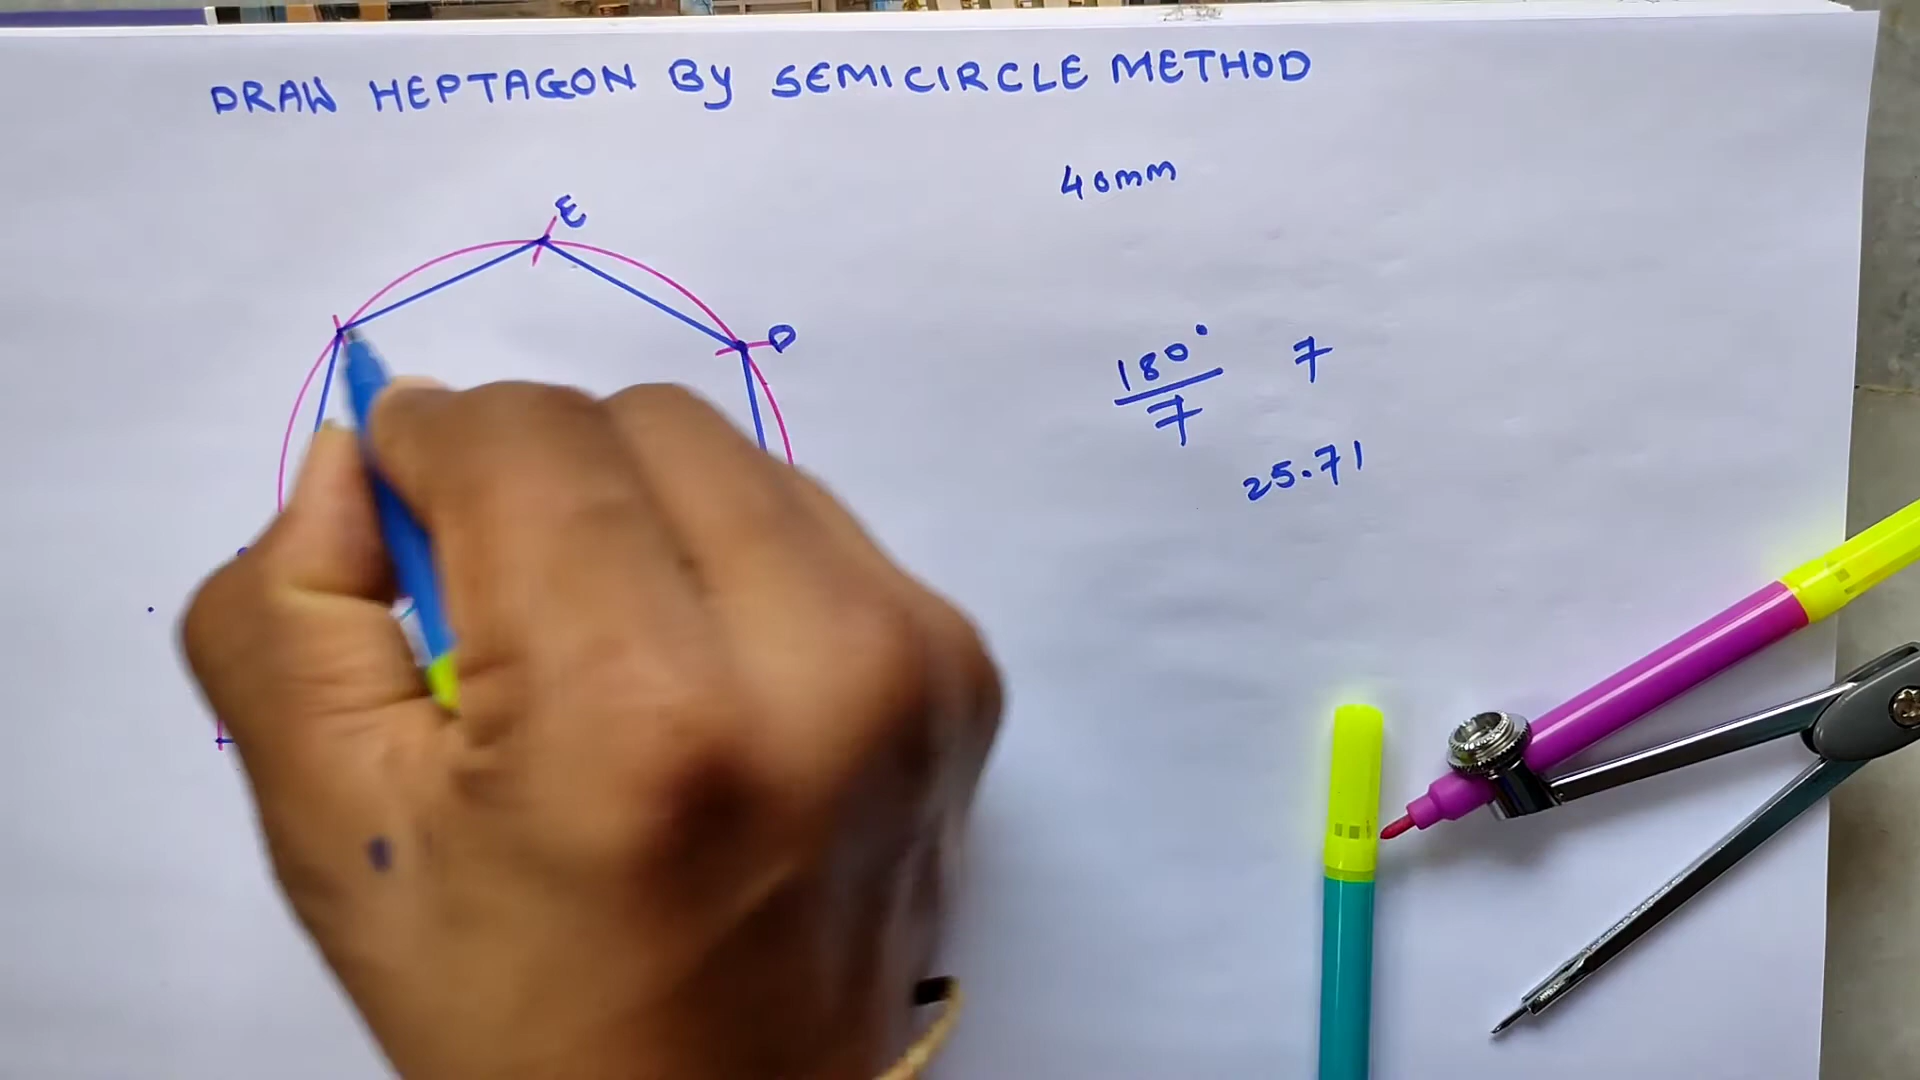 DRAW HEPTAGON By SEMICIRCLE METHOD
40mm
E
D
180°
7
7
25.71